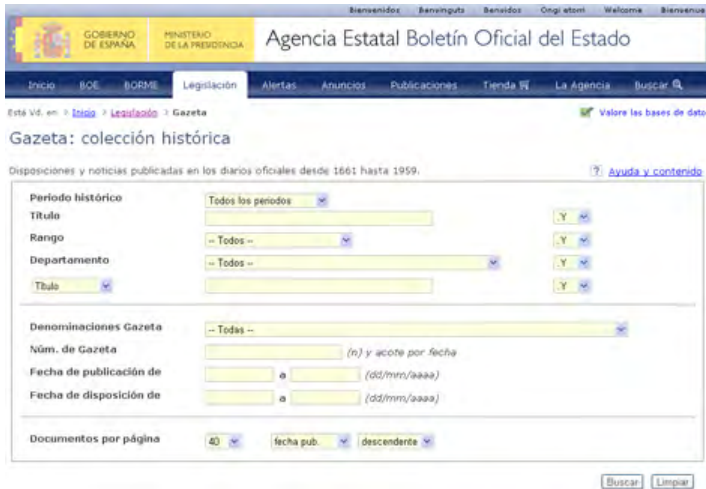 Bienvenidos Benvinguts Benvidos Ongi etorri Welcome Bienvenue
GOBIERNO DE ESPAÑA MINISTERIO DE LA PRESIDENCIA Agencia Estatal Boletín Oficial del Estado
Inicio BOE BORME Legislación Alertas Anuncios Publicaciones Tienda La Agencia Buscar
Está Vd. en > Inicio > Legislación > Gazeta Valore las bases de dato
Gazeta: colección histórica
Disposiciones y noticias publicadas en los diarios oficiales desde 1661 hasta 1959. ? Ayuda y contenido
Periodo histórico Todos los periodos
Título Y
Rango -- Todos -- Y
Departamento -- Todos -- Y
Título Y
Denominaciones Gazeta -- Todas --
Núm. de Gazeta (n) y acote por fecha
Fecha de publicación de a (dd/mm/aaaa)
Fecha de disposición de a (dd/mm/aaaa)
Documentos por página 40 fecha pub. descendente
Buscar Limpiar